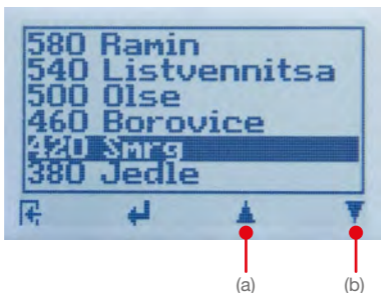 580 Ramin
540 Listvennitsa
500 Olse
460 Borovice
420 Smrg
380 Jedle
(a) (b)